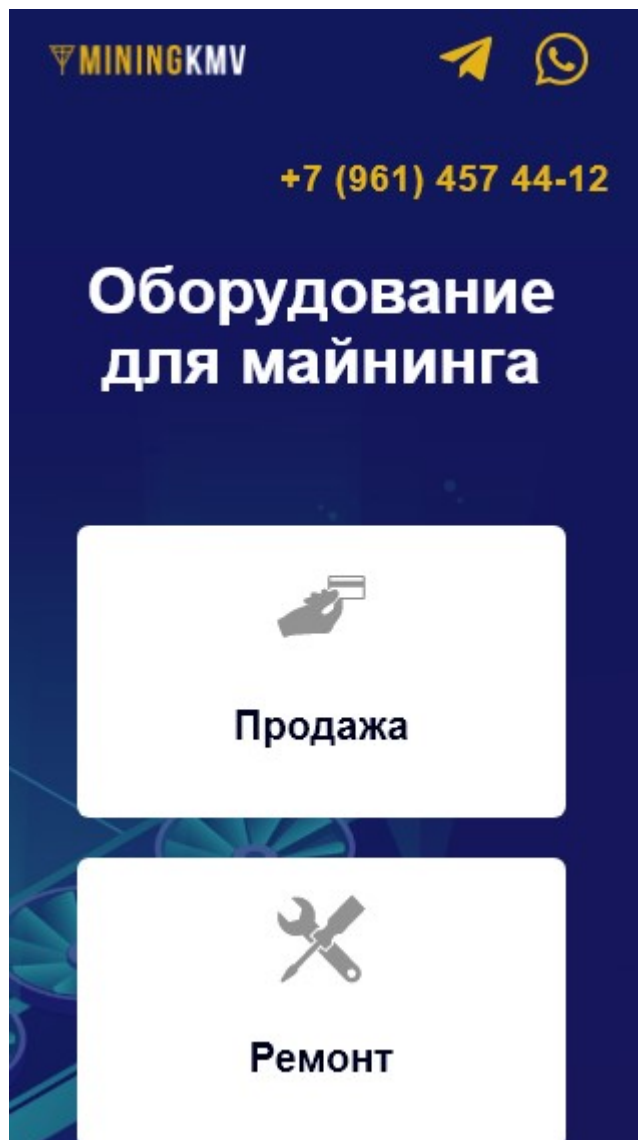 MININGKMV
+7 (961) 457 44-12
Оборудование
для майнинга
Продажа
Ремонт